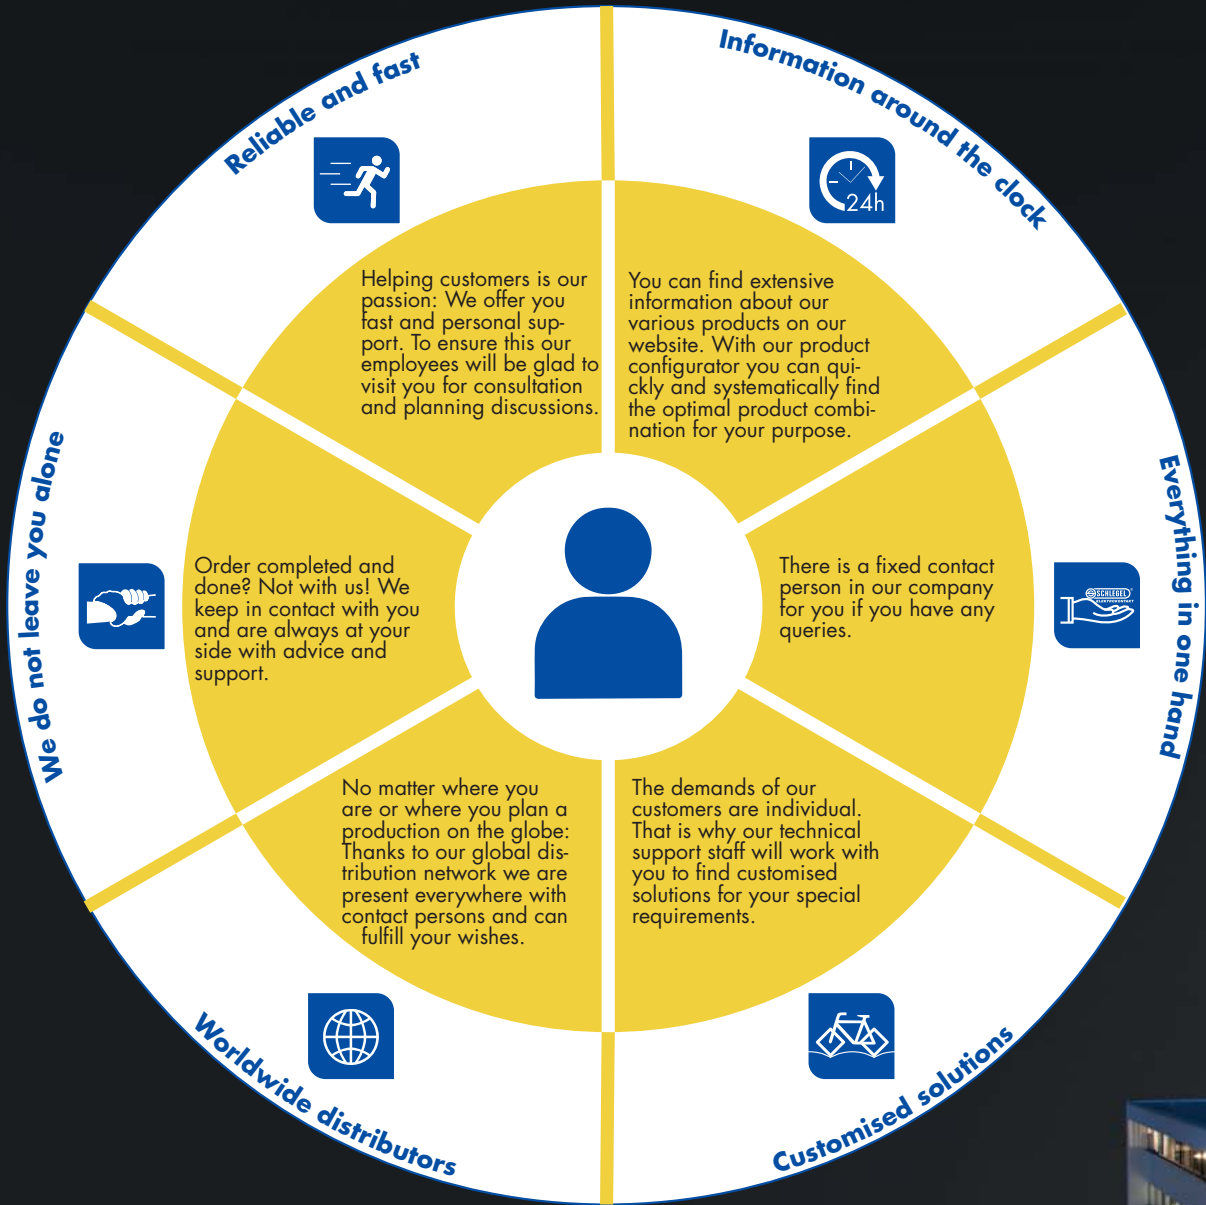 Reliable and fast
Helping customers is our
passion: We offer you
fast and personal sup-
port. To ensure this our
employees will be glad to
visit you for consultation
and planning discussions.
Information around the clock
24h
You can find extensive
information about our
various products on our
website. With our product
configurator you can qui-
ckly and systematically find
the optimal product combi-
nation for your purpose.
Everything in one hand
SCHLEGEL
ELEKTROKONTAKT
There is a fixed contact
person in our company
for you if you have any
queries.
Customised solutions
The demands of our
customers are individual.
That is why our technical
support staff will work with
you to find customised
solutions for your special
requirements.
Worldwide distributors
No matter where you
are or where you plan a
production on the globe:
Thanks to our global dis-
tribution network we are
present everywhere with
contact persons and can
fulfill your wishes.
We do not leave you alone
Order completed and
done? Not with us! We
keep in contact with you
and are always at your
side with advice and
support.